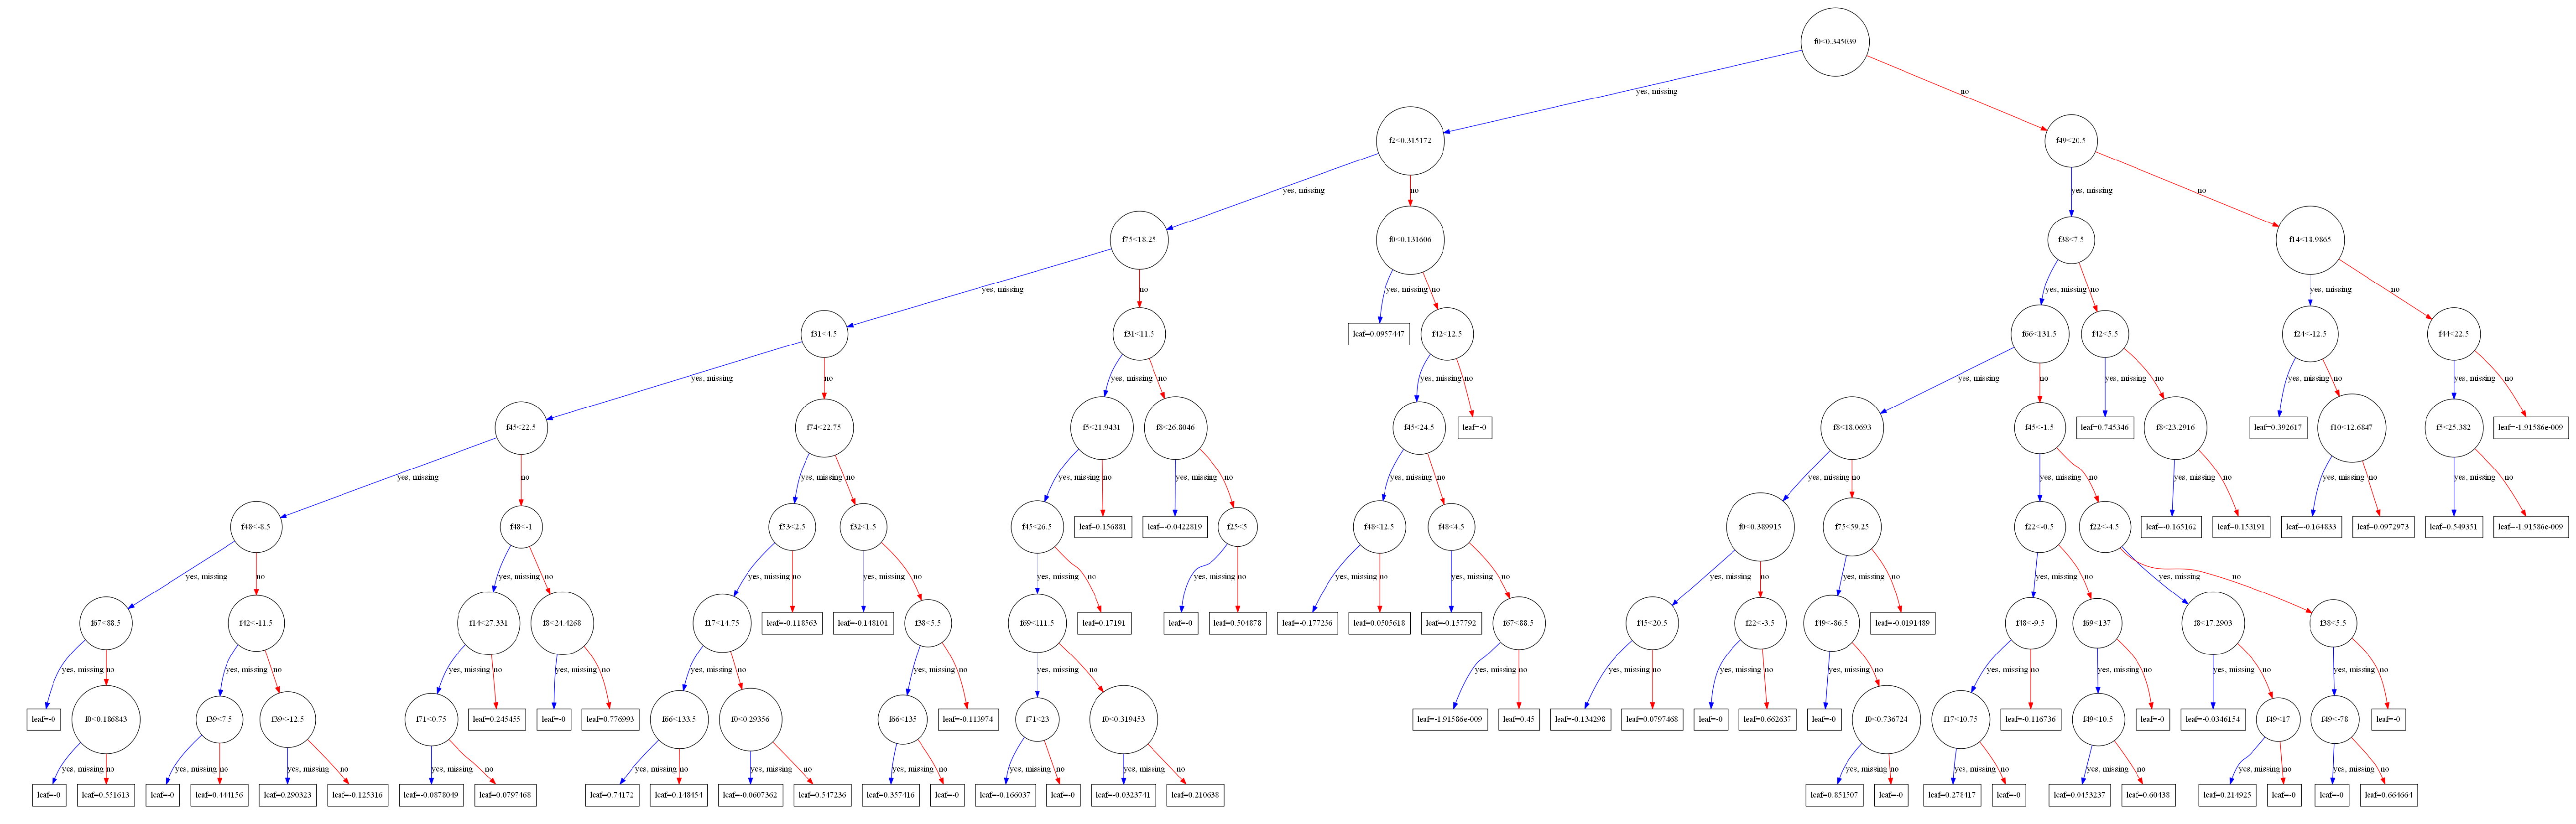 f0<0.345039
yes, missing
no
f2<0.315172
f49<20.5
yes, missing
no
yes, missing
no
f75<18.25
f0<0.131606
f38<7.5
f14<18.9865
yes, missing
no
yes, missing
no
yes, missing
no
yes, missing
no
f31<4.5
f31<11.5
leaf=0.0957447
f42<12.5
f66<131.5
f42<5.5
f24<-12.5
f44<22.5
yes, missing
no
yes, missing
no
yes, missing
no
yes, missing
no
yes, missing
no
yes, missing
no
yes, missing
no
f45<22.5
f74<22.75
f5<21.9431
f8<26.8046
f45<24.5
leaf=-0
f8<18.0693
f45<-1.5
leaf=0.745346
f8<23.2916
leaf=0.392617
f10<12.6847
f5<25.382
leaf=-1.91586e-009
yes, missing
no
yes, missing
no
yes, missing
no
yes, missing
no
yes, missing
no
yes, missing
no
yes, missing
no
yes, missing
no
yes, missing
no
yes, missing
no
f48<-8.5
f48<-1
f53<2.5
f32<1.5
f45<26.5
leaf=0.156881
leaf=-0.0422819
f25<5
f48<12.5
f48<4.5
f0<0.389915
f75<59.25
f22<-0.5
f22<-4.5
leaf=-0.165162
leaf=0.153191
leaf=-0.164833
leaf=0.0972973
leaf=0.549351
leaf=-1.91586e-009
yes, missing
no
yes, missing
no
yes, missing
no
yes, missing
no
yes, missing
no
yes, missing
no
yes, missing
no
yes, missing
no
yes, missing
no
yes, missing
no
yes, missing
no
yes, missing
no
f67<88.5
f42<-11.5
f14<27.331
f8<24.4268
f17<14.75
leaf=-0.118563
leaf=-0.148101
f38<5.5
f69<111.5
leaf=0.17191
leaf=-0
leaf=0.504878
leaf=-0.177256
leaf=0.0505618
leaf=-0.157792
f67<88.5
f45<20.5
f22<-3.5
f49<-86.5
leaf=-0.0191489
f48<-9.5
f69<137
f8<17.2903
f38<5.5
yes, missing
no
yes, missing
no
yes, missing
no
yes, missing
no
yes, missing
no
yes, missing
no
yes, missing
no
yes, missing
no
yes, missing
no
yes, missing
no
yes, missing
no
yes, missing
no
yes, missing
no
yes, missing
no
yes, missing
no
leaf=-0
f0<0.186843
f39<7.5
f39<-12.5
f71<0.75
leaf=0.245455
leaf=-0
leaf=0.776993
f66<133.5
f0<0.29356
f66<135
leaf=-0.113974
f71<23
f0<0.319453
leaf=-1.91586e-009
leaf=0.45
leaf=-0.134298
leaf=0.0797468
leaf=-0
leaf=0.662637
leaf=-0
f0<0.736724
f17<10.75
leaf=-0.116736
f49<10.5
leaf=-0
leaf=-0.0346154
f49<17
f49<-78
leaf=-0
yes, missing
no
yes, missing
no
yes, missing
no
yes, missing
no
yes, missing
no
yes, missing
no
yes, missing
no
yes, missing
no
yes, missing
no
yes, missing
no
yes, missing
no
yes, missing
no
yes, missing
no
yes, missing
no
leaf=-0
leaf=0.551613
leaf=-0
leaf=0.444156
leaf=0.290323
leaf=-0.125316
leaf=-0.0878049
leaf=0.0797468
leaf=0.74172
leaf=0.148454
leaf=-0.0607362
leaf=0.547236
leaf=0.357416
leaf=-0
leaf=-0.166037
leaf=-0
leaf=-0.0323741
leaf=0.210638
leaf=0.851507
leaf=-0
leaf=0.278417
leaf=-0
leaf=0.0453237
leaf=0.60438
leaf=0.214925
leaf=-0
leaf=-0
leaf=0.664664